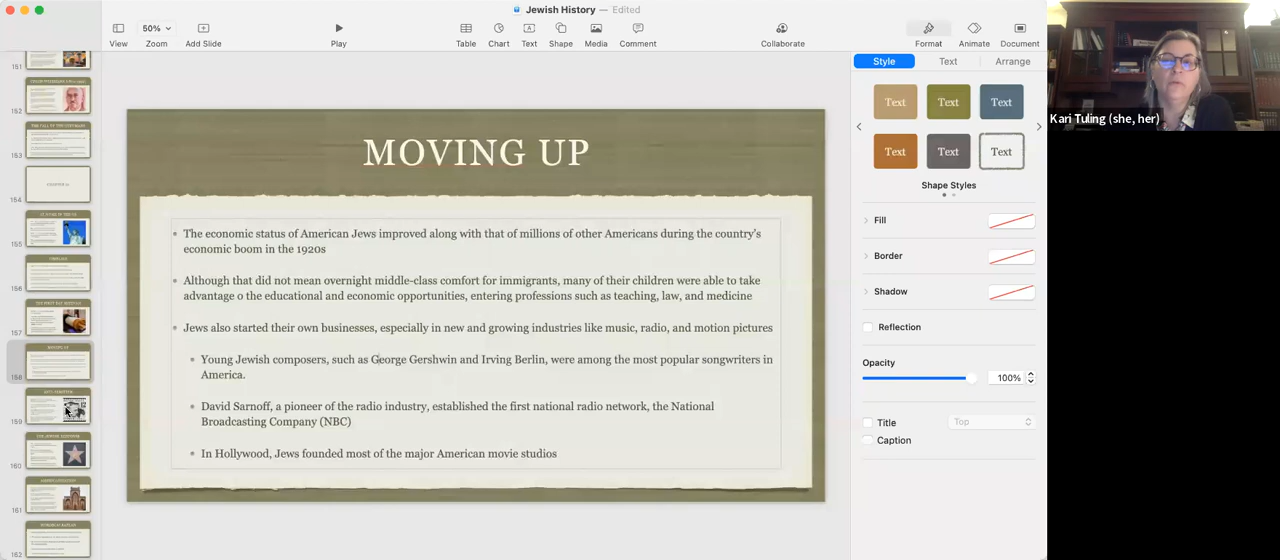 Jewish History — Edited
50%
View
Zoom
Add Slide
Play
Table
Chart
Text
Shape
Media
Comment
Collaborate
Format
Animate
Document
151
152
153
154
155
156
157
158
159
160
161
162
MOVING UP
The economic status of American Jews improved along with that of millions of other Americans during the country's
economic boom in the 1920s
Although that did not mean overnight middle-class comfort for immigrants, many of their children were able to take
advantage o the educational and economic opportunities, entering professions such as teaching, law, and medicine
Jews also started their own businesses, especially in new and growing industries like music, radio, and motion pictures
Young Jewish composers, such as George Gershwin and Irving Berlin, were among the most popular songwriters in
America.
David Sarnoff, a pioneer of the radio industry, established the first national radio network, the National
Broadcasting Company (NBC)
In Hollywood, Jews founded most of the major American movie studios
Style
Text
Arrange
Text
Text
Text
Text
Text
Text
Shape Styles
Fill
Border
Shadow
Reflection
Opacity
100%
Title
Top
Caption
Kari Tuling (she, her)